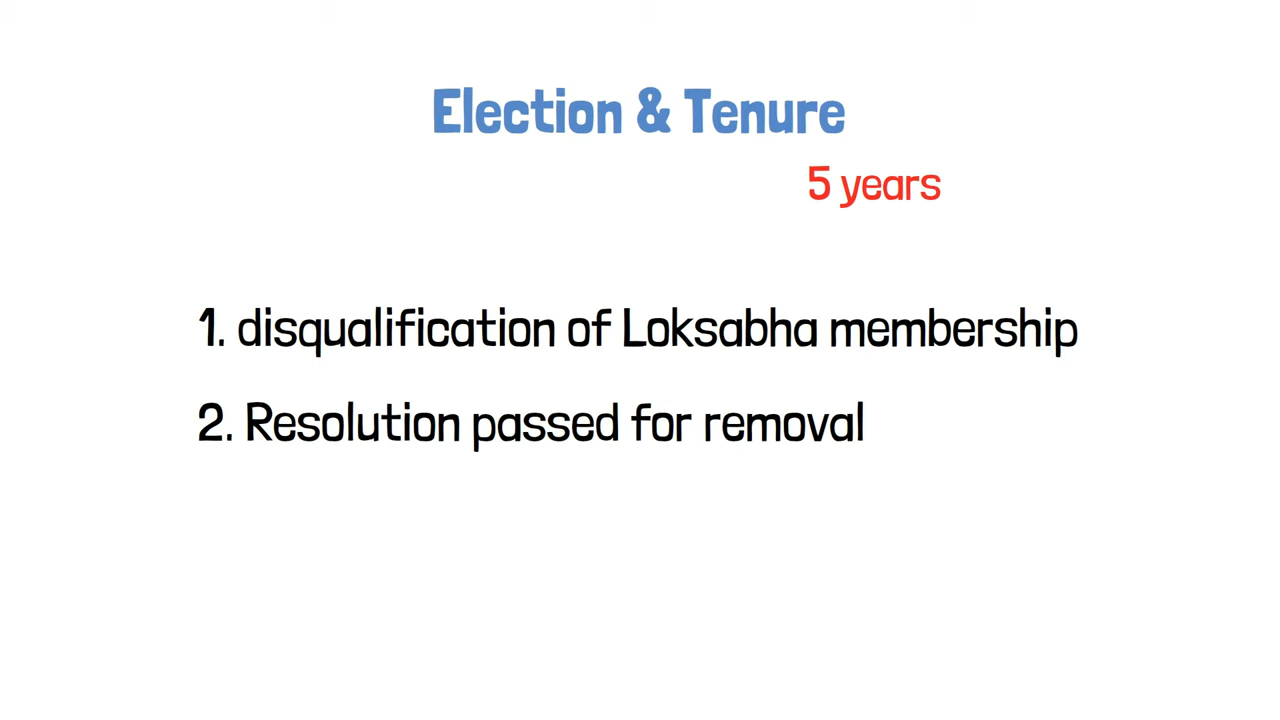 Election & Tenure
5 years
1. disqualification of Loksabha membership
2. Resolution passed for removal